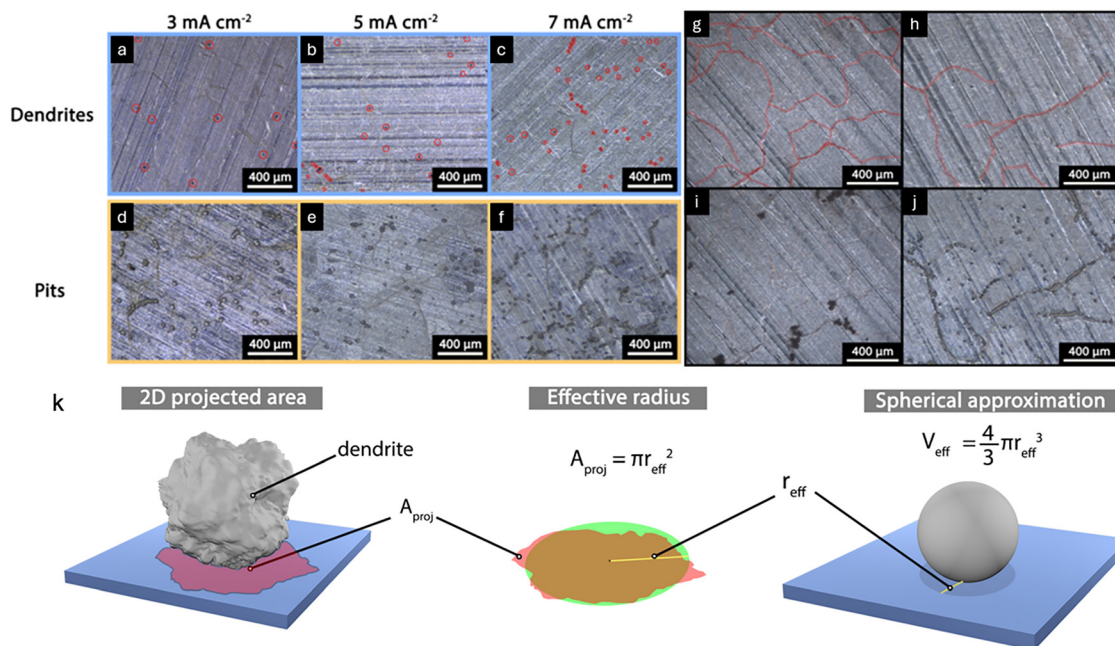 3 mA cm⁻² 5 mA cm⁻² 7 mA cm⁻²
a b c g h
Dendrites
400 μm 400 μm 400 μm 400 μm 400 μm
d e f i j
Pits
400 μm 400 μm 400 μm 400 μm 400 μm
k
2D projected area
dendrite
A_proj
Effective radius
A_proj = πr_eff²
r_eff
Spherical approximation
V_eff = 4/3 πr_eff³